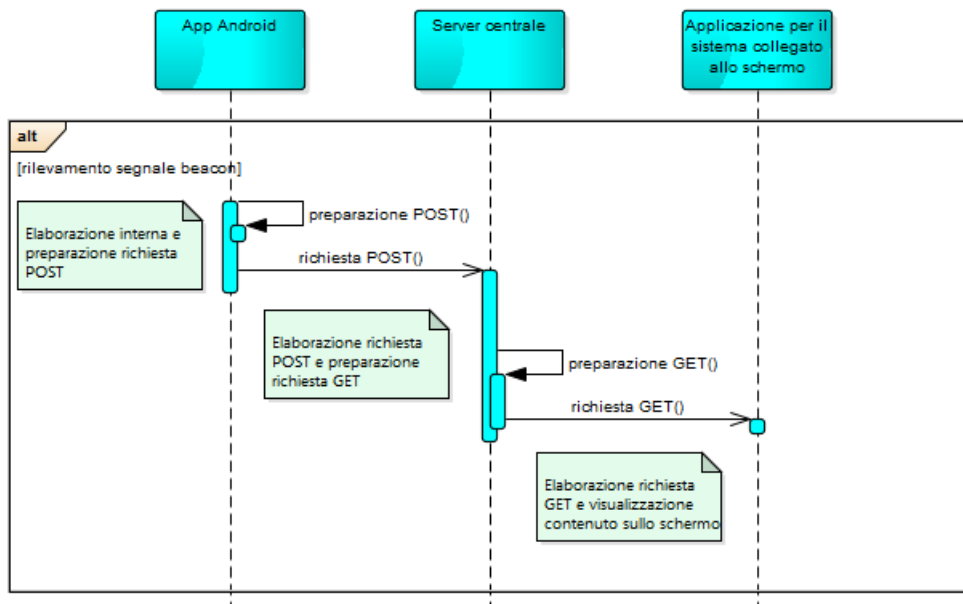 App Android
Server centrale
Applicazione per il
sistema collegato
allo schermo
alt
[rilevamento segnale beacon]
Elaborazione interna e
preparazione richiesta
POST
preparazione POST()
richiesta POST()
Elaborazione richiesta
POST e preparazione
richiesta GET
preparazione GET()
richiesta GET()
Elaborazione richiesta
GET e visualizzazione
contenuto sullo schermo